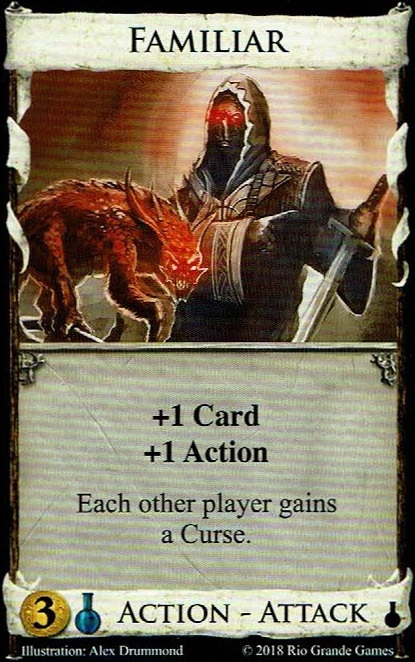 FAMILIAR
+1 Card
+1 Action
Each other player gains
a Curse.
3 ACTION - ATTACK
Illustration: Alex Drummond © 2018 Rio Grande Games